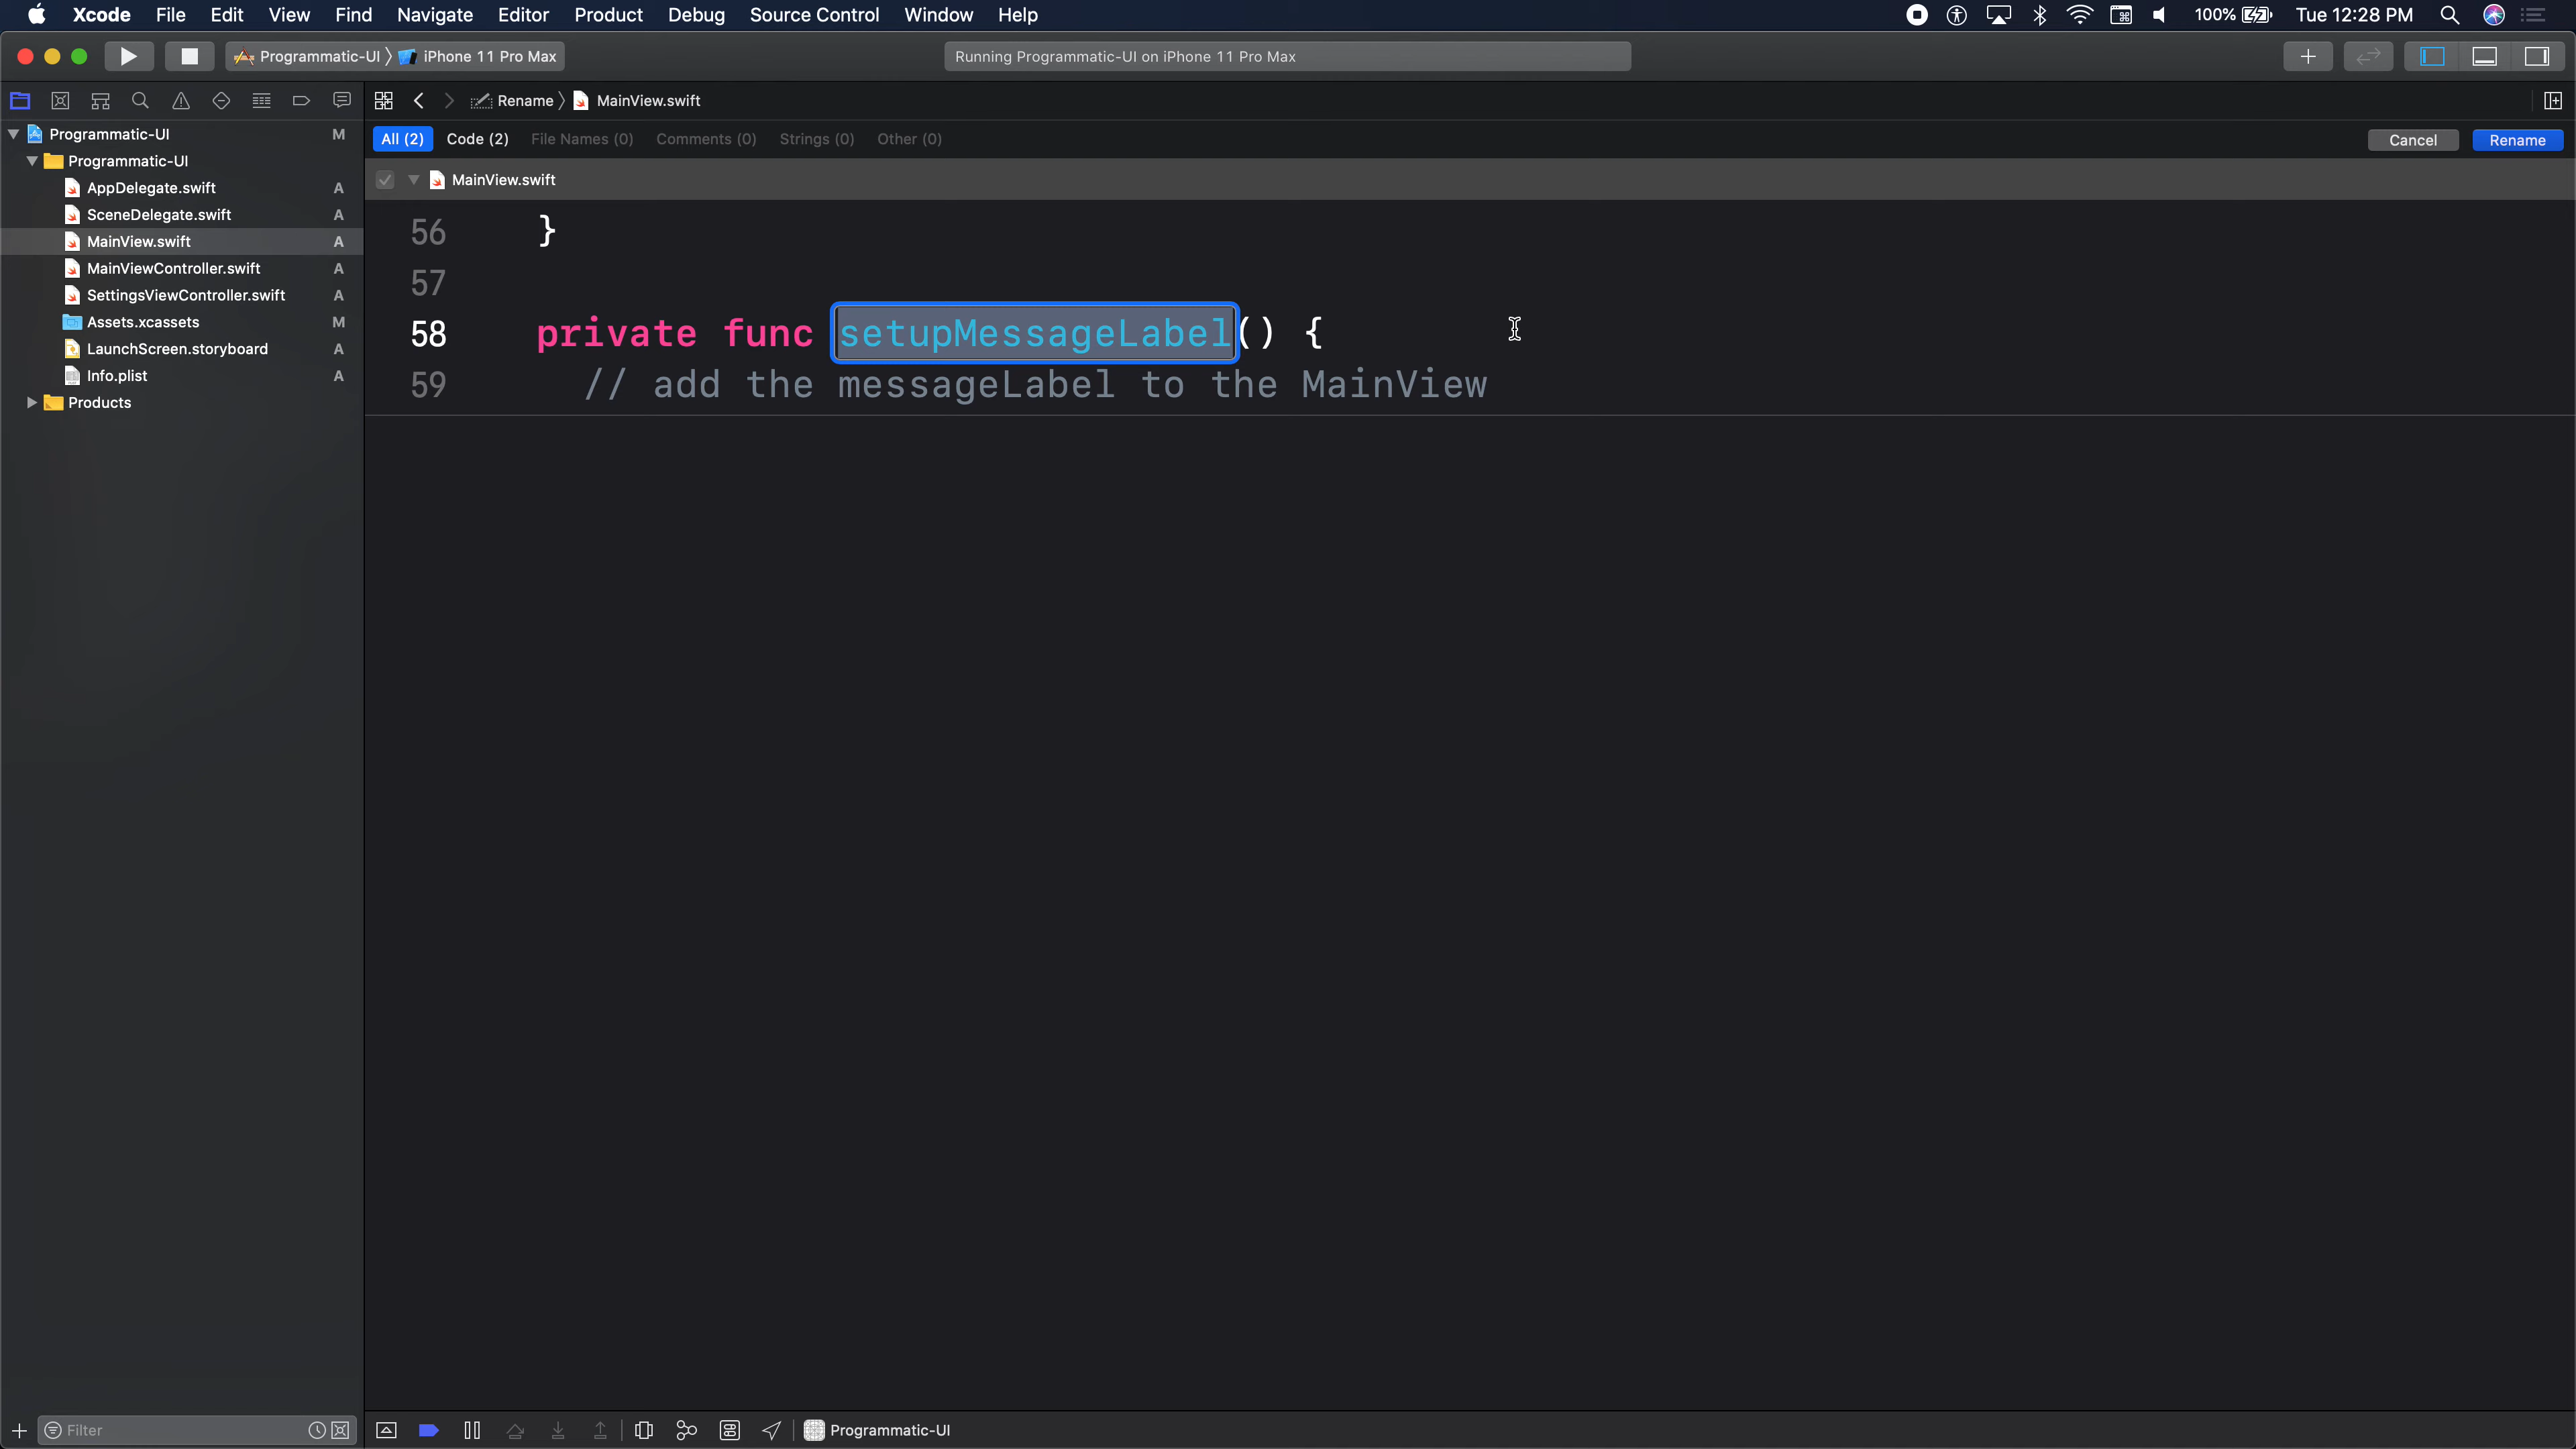 Xcode File Edit View Find Navigate Editor Product Debug Source Control Window Help 100% Tue 12:28 PM
Programmatic-UI 〉 iPhone 11 Pro Max Running Programmatic-UI on iPhone 11 Pro Max
Rename 〉 MainView.swift
All (2) Code (2) File Names (0) Comments (0) Strings (0) Other (0) Cancel Rename
MainView.swift
56 }
57
58 private func setupMessageLabel() {
59 // add the messageLabel to the MainView
Programmatic-UI M
Programmatic-UI
AppDelegate.swift A
SceneDelegate.swift A
MainView.swift A
MainViewController.swift A
SettingsViewController.swift A
Assets.xcassets M
LaunchScreen.storyboard A
Info.plist A
Products
Filter
Programmatic-UI